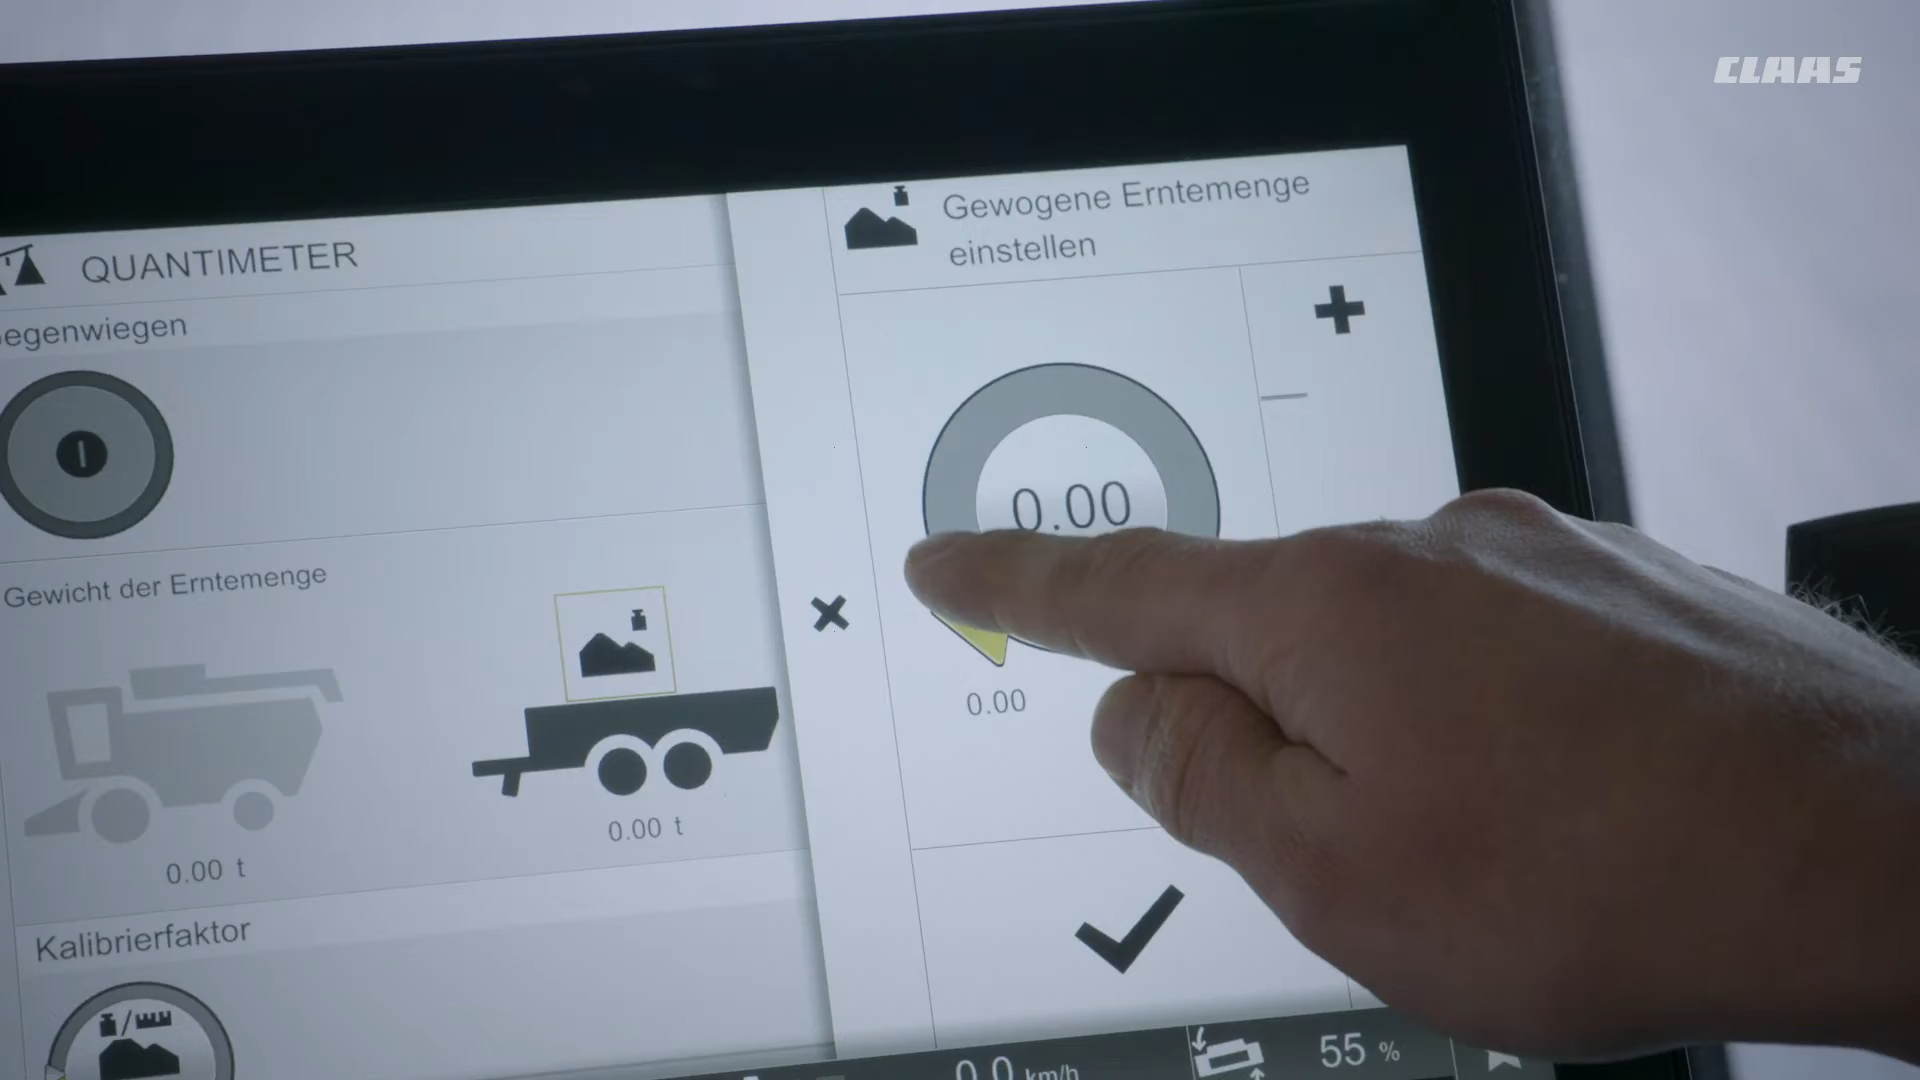 CLAAS
QUANTIMETER
Gegenwiegen
Gewicht der Erntemenge
0.00 t
0.00 t
Kalibrierfaktor
Gewogene Erntemenge
einstellen
0.00
0.00
0.0 km/h
55 %